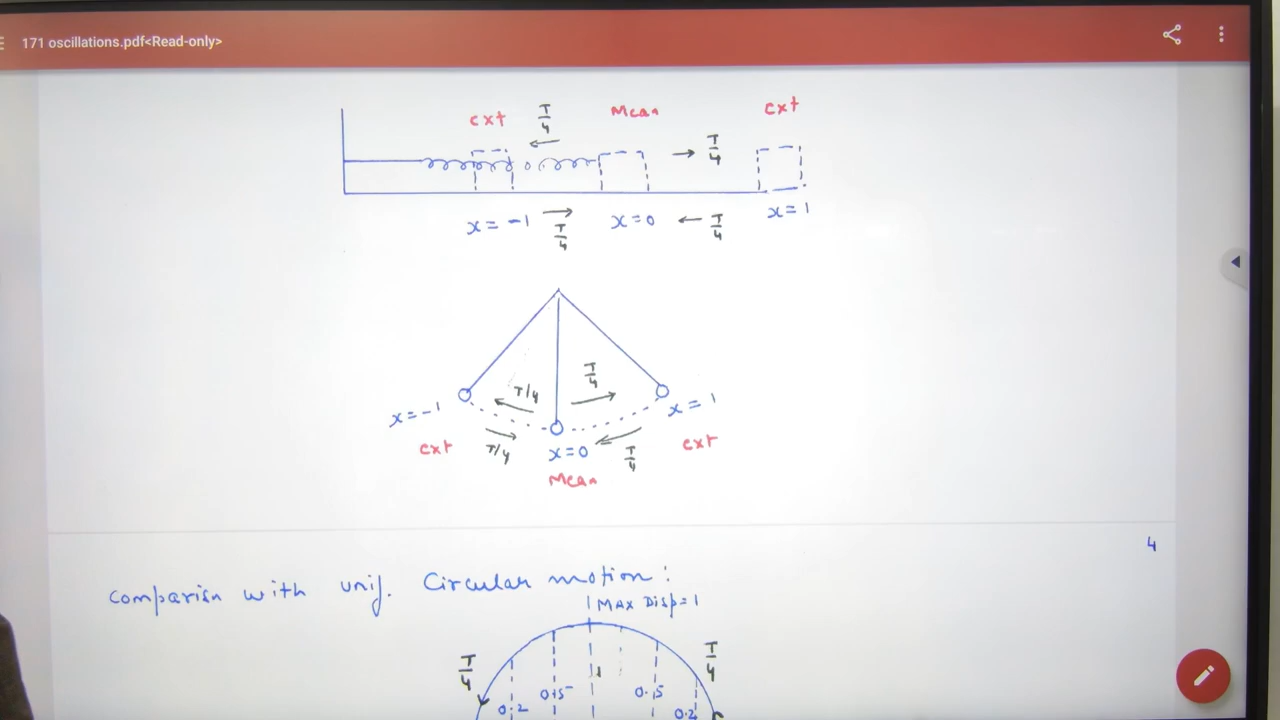 171 oscillations.pdf<Read-only>
ext T/4 Mean ext
T/4
x = -1 T/4 x = 0 T/4 x = 1
T/4 T/4
x = -1 x = 1
ext T/4 x = 0 T/4 ext
Mean
4
Comparisn with unif. Circular motion :
MAX Disp = 1
T/4 T/4
0.5 0.5
0.2 0.2